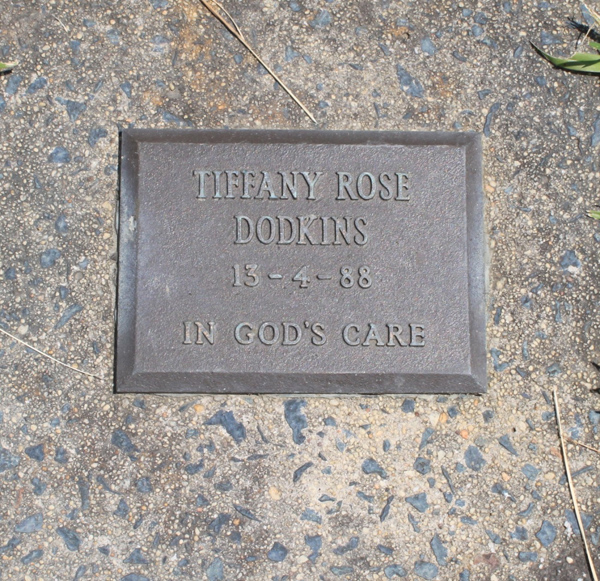 TIFFANY ROSE
DODKINS
13-4-88
IN GOD'S CARE